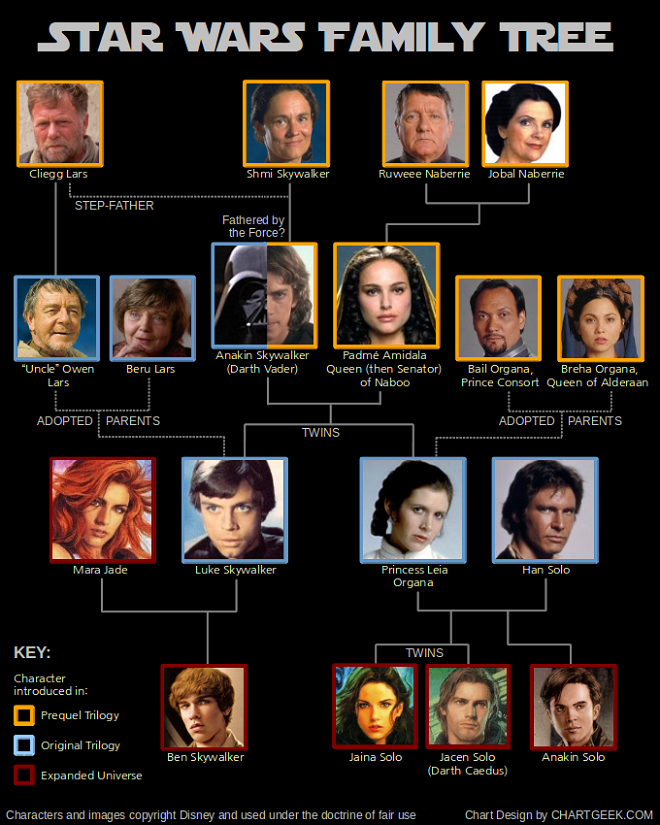 STAR WARS FAMILY TREE
Cliegg Lars
Shmi Skywalker
Ruweee Naberrie
Jobal Naberrie
STEP-FATHER
Fathered by
the Force?
"Uncle" Owen
Lars
Beru Lars
Anakin Skywalker
(Darth Vader)
Padmé Amidala
Queen (then Senator)
of Naboo
Bail Organa,
Prince Consort
Breha Organa,
Queen of Alderaan
ADOPTED PARENTS
TWINS
ADOPTED PARENTS
Mara Jade
Luke Skywalker
Princess Leia
Organa
Han Solo
KEY:
Character
introduced in:
Prequel Trilogy
Original Trilogy
Expanded Universe
TWINS
Ben Skywalker
Jaina Solo
Jacen Solo
(Darth Caedus)
Anakin Solo
Characters and images copyright Disney and used under the doctrine of fair use
Chart Design by CHARTGEEK.COM